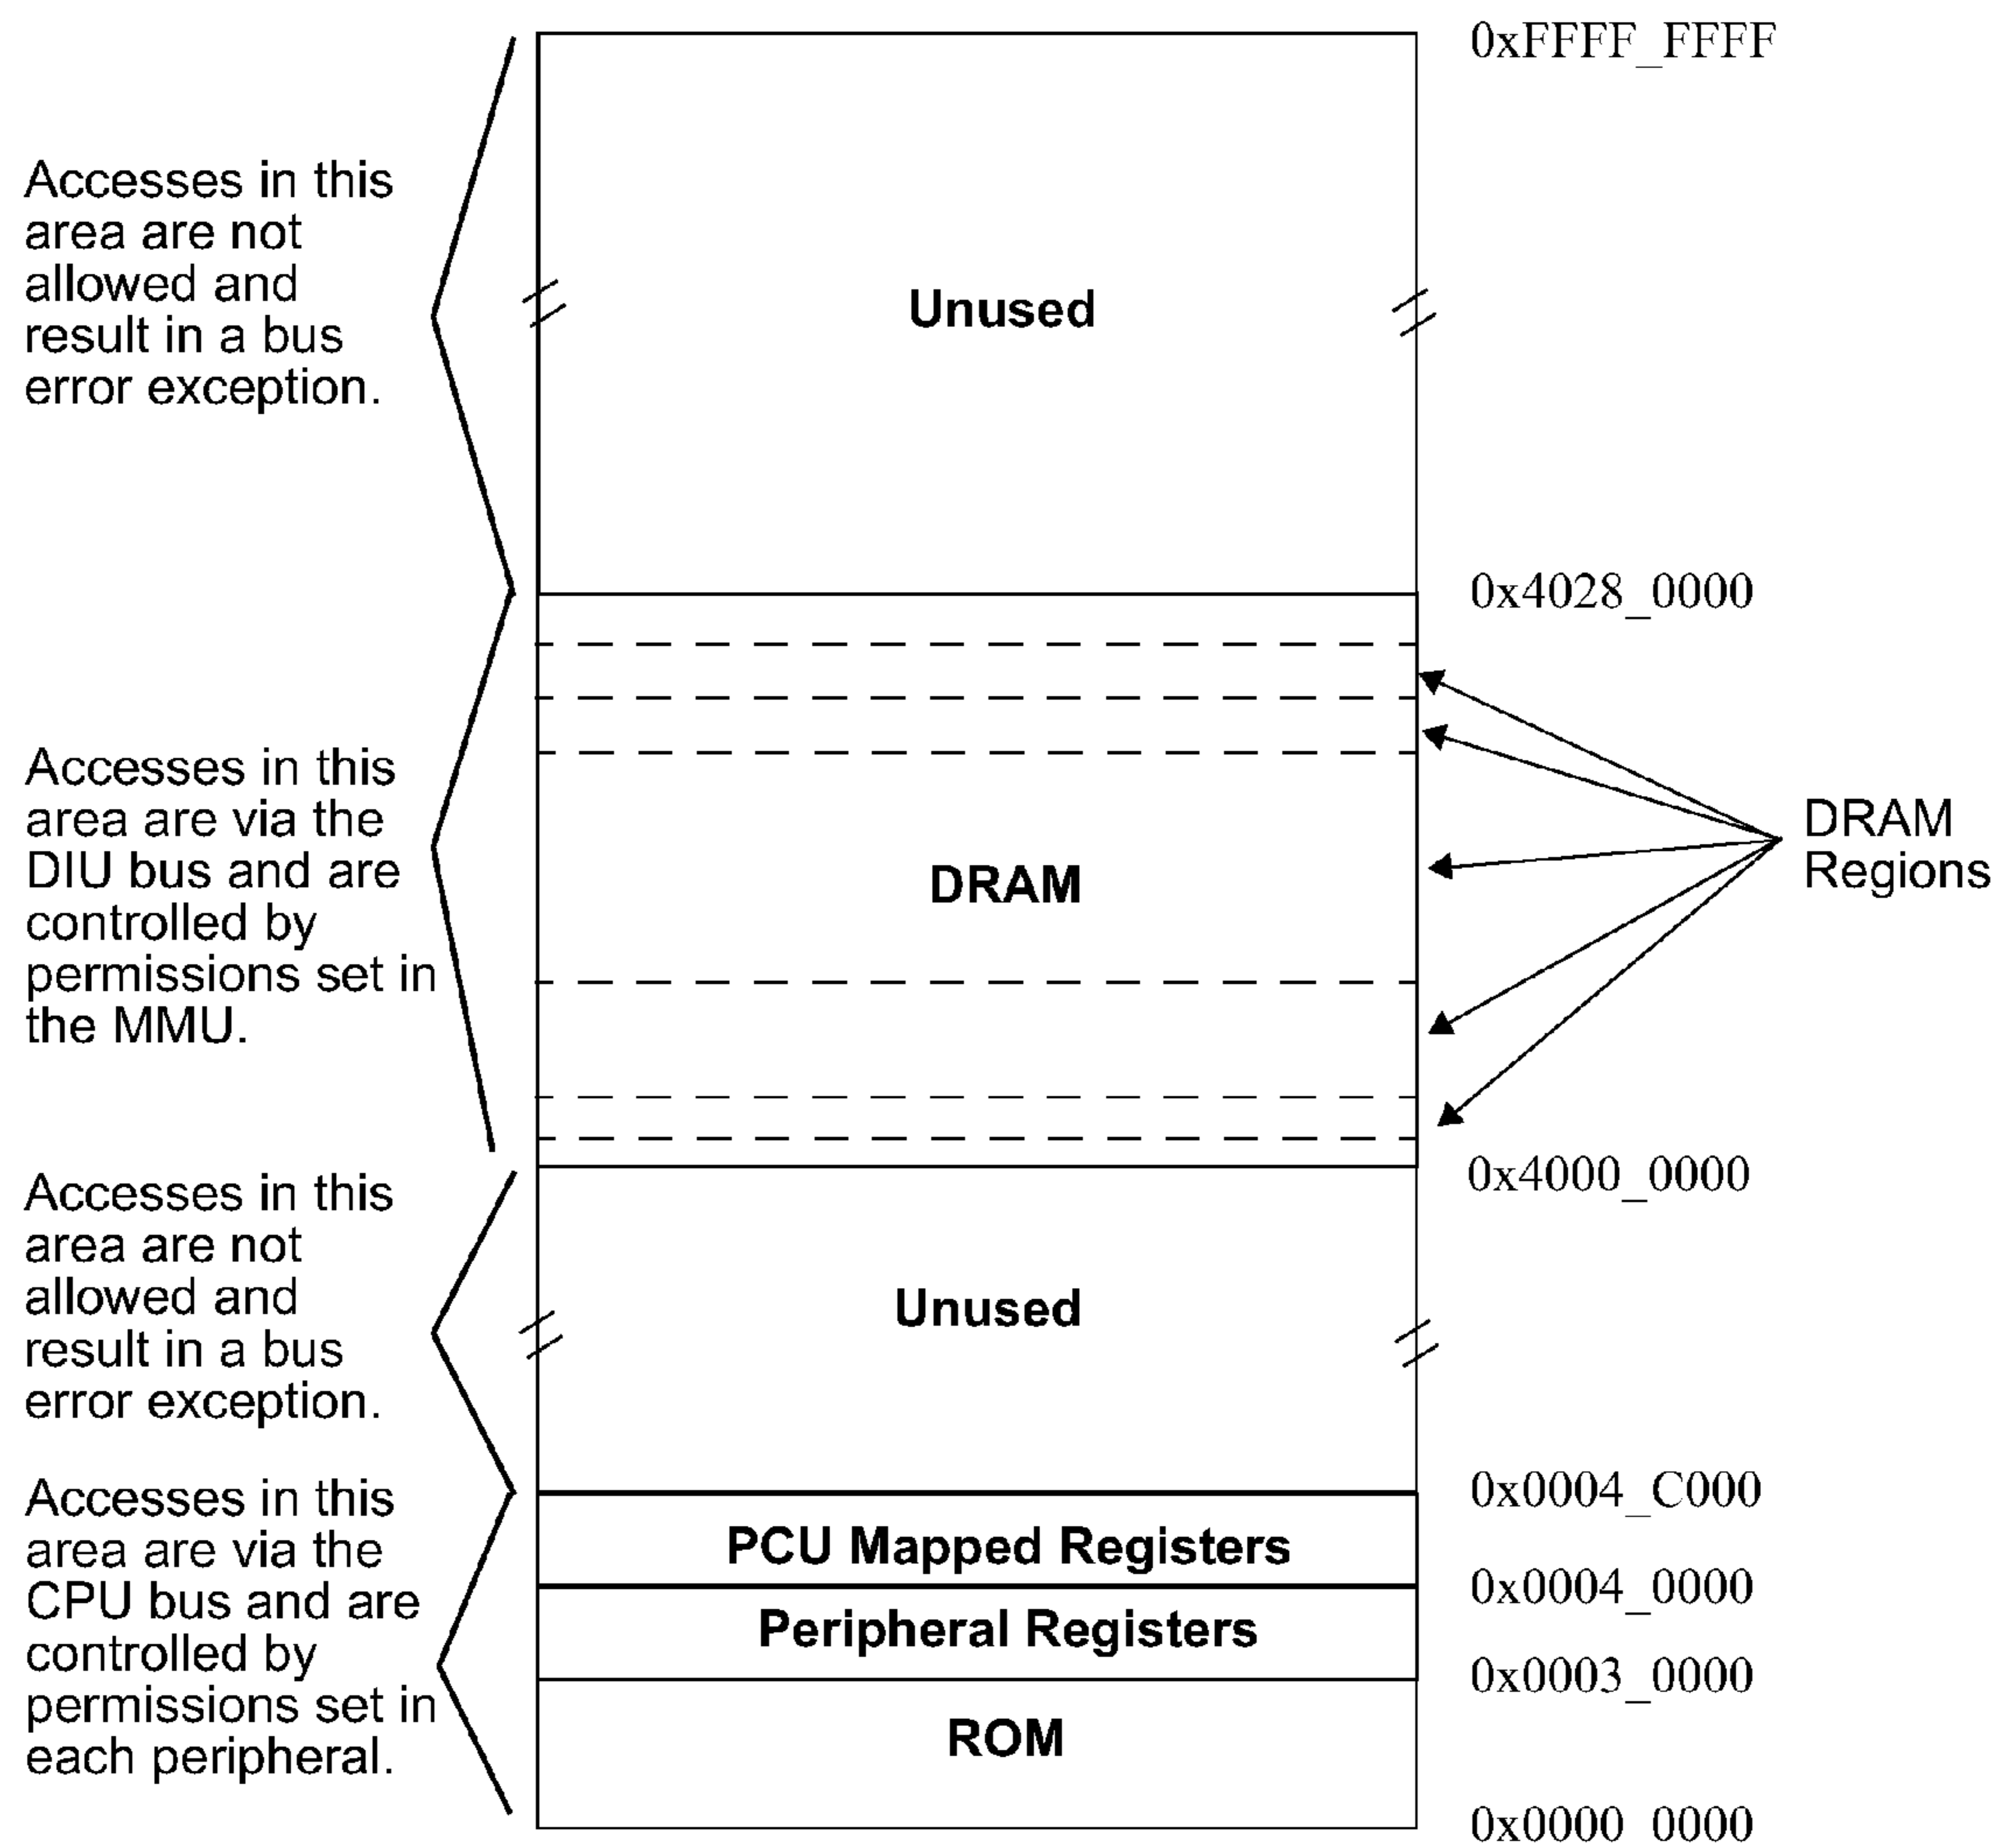 0xFFFF_FFFF
Accesses in this
area are not
allowed and
result in a bus
error exception.
Unused
0x4028_0000
Accesses in this
area are via the
DIU bus and are
controlled by
permissions set in
the MMU.
DRAM
DRAM
Regions
0x4000_0000
Accesses in this
area are not
allowed and
result in a bus
error exception.
Unused
0x0004_C000
Accesses in this
area are via the
CPU bus and are
controlled by
permissions set in
each peripheral.
PCU Mapped Registers
0x0004_0000
Peripheral Registers
0x0003_0000
ROM
0x0000_0000